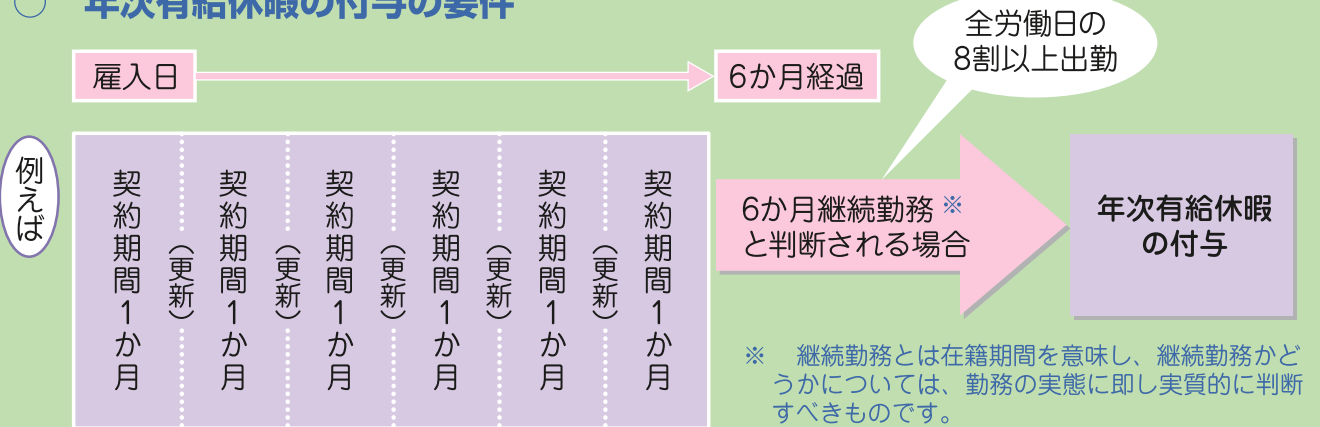 ○ 年次有給休暇の付与の要件
雇入日
6か月経過
全労働日の
8割以上出勤
例えば
契約期間1か月
(更新)
契約期間1か月
(更新)
契約期間1か月
(更新)
契約期間1か月
(更新)
契約期間1か月
(更新)
契約期間1か月
6か月継続勤務※
と判断される場合
年次有給休暇
の付与
※ 継続勤務とは在籍期間を意味し、継続勤務かど
うかについては、勤務の実態に即し実質的に判断
すべきものです。